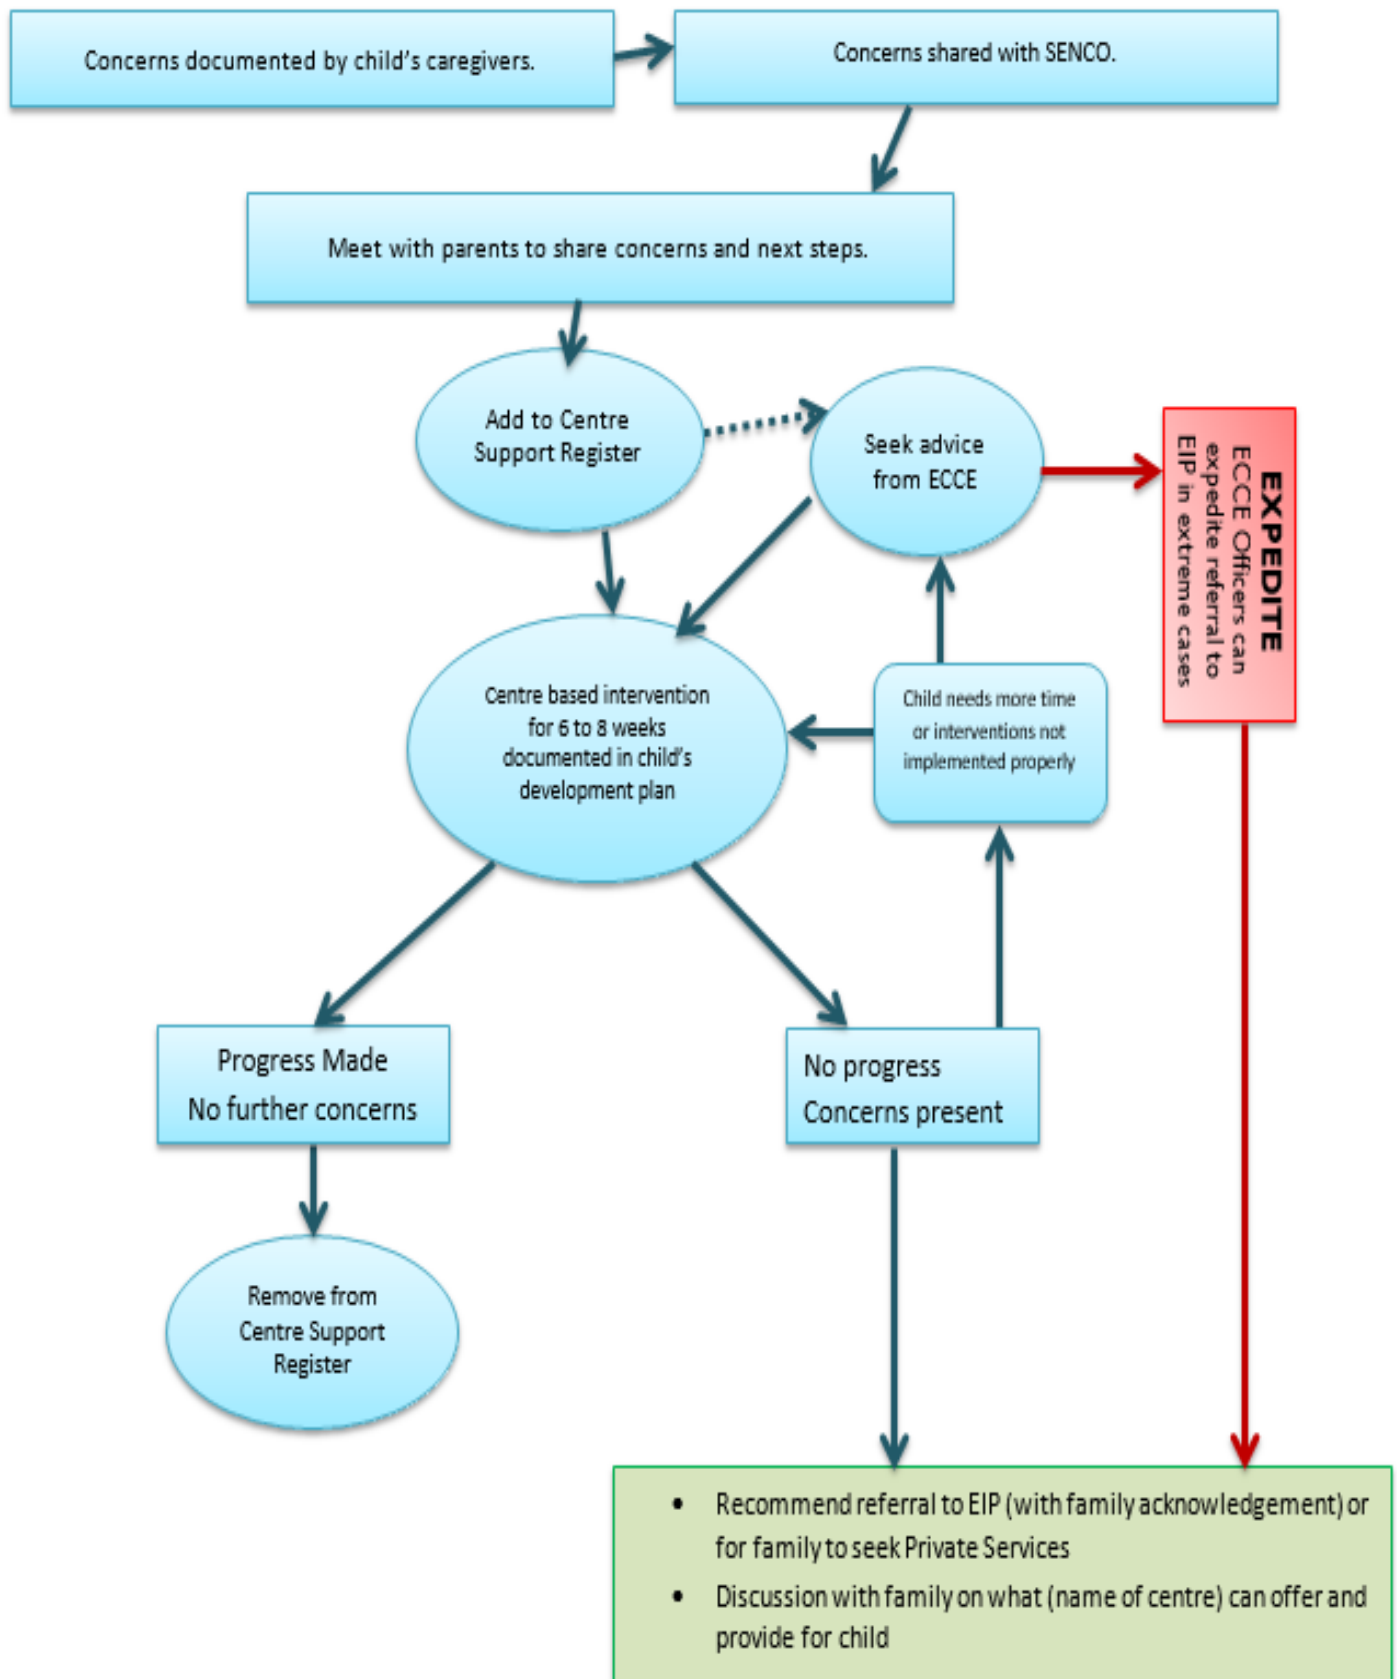 Concerns documented by child's caregivers.
Concerns shared with SENCO.
Meet with parents to share concerns and next steps.
Add to Centre
Support Register
Seek advice
from ECCE
EXPEDITE
ECCE Officers can
expedite referral to
EIP in extreme cases
Centre based intervention
for 6 to 8 weeks
documented in child's
development plan
Child needs more time
or interventions not
implemented properly
Progress Made
No further concerns
No progress
Concerns present
Remove from
Centre Support
Register
• Recommend referral to EIP (with family acknowledgement) or
for family to seek Private Services
• Discussion with family on what (name of centre) can offer and
provide for child